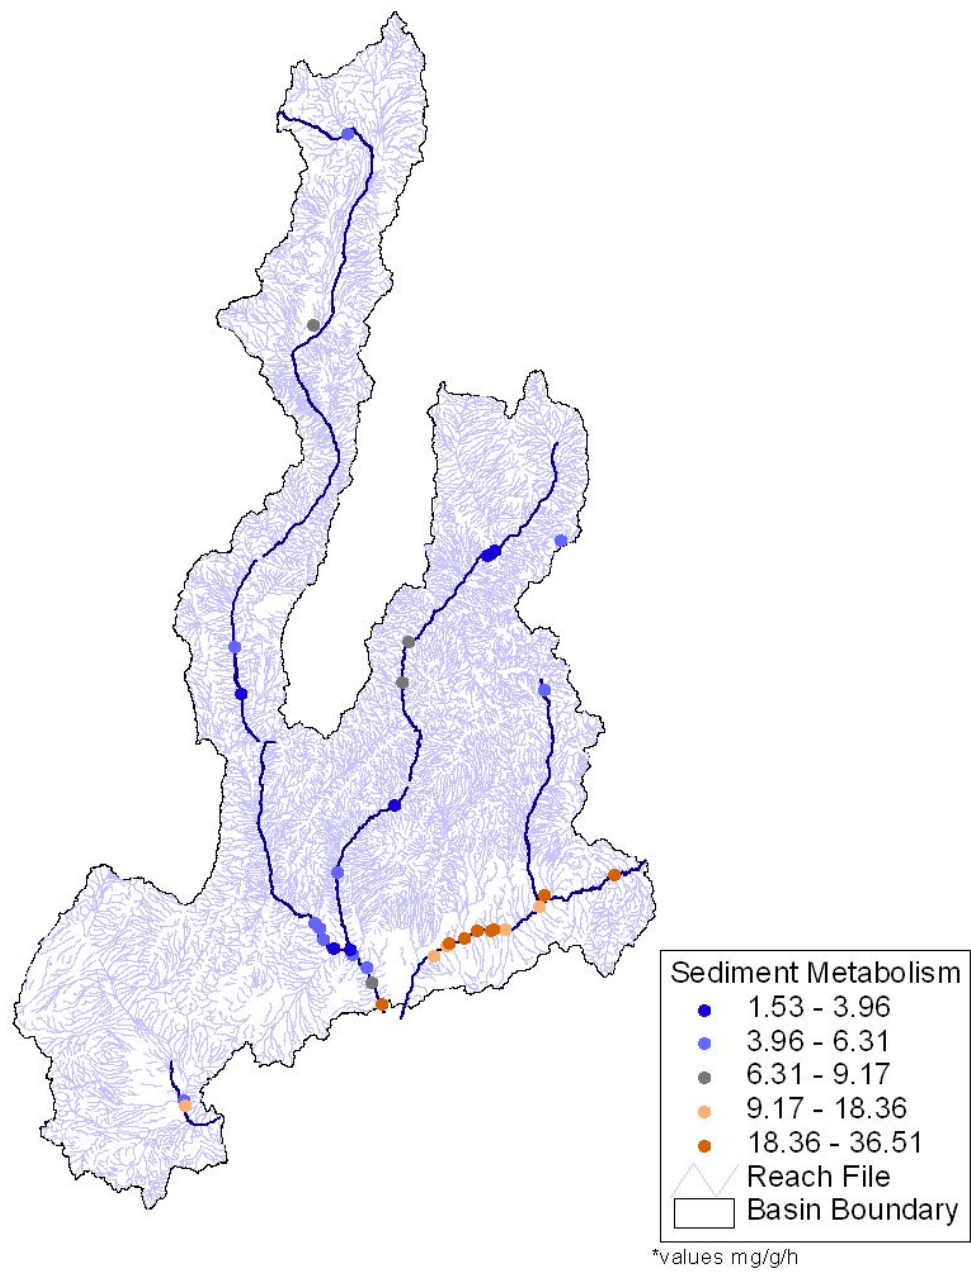 Sediment Metabolism
1.53 - 3.96
3.96 - 6.31
6.31 - 9.17
9.17 - 18.36
18.36 - 36.51
Reach File
Basin Boundary
*values mg/g/h